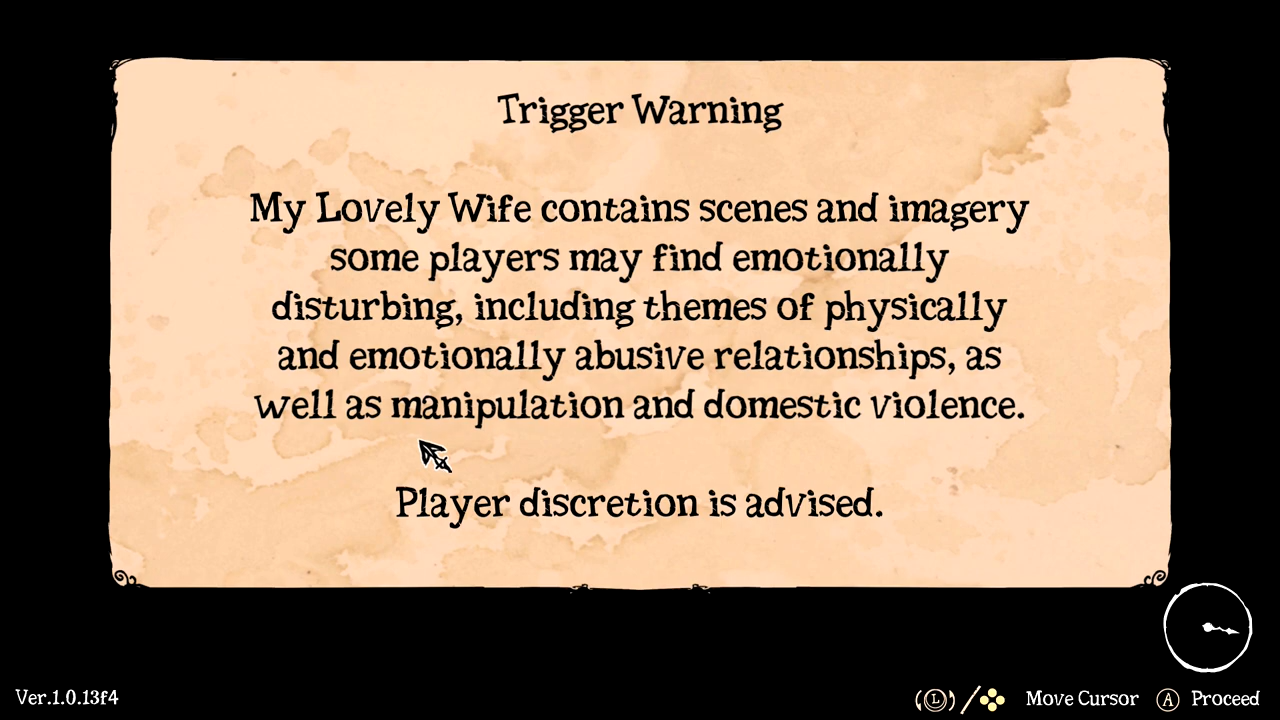 Trigger Warning
My Lovely Wife contains scenes and imagery
some players may find emotionally
disturbing, including themes of physically
and emotionally abusive relationships, as
well as manipulation and domestic violence.
Player discretion is advised.
Ver.1.0.13f4
L / Move Cursor A Proceed